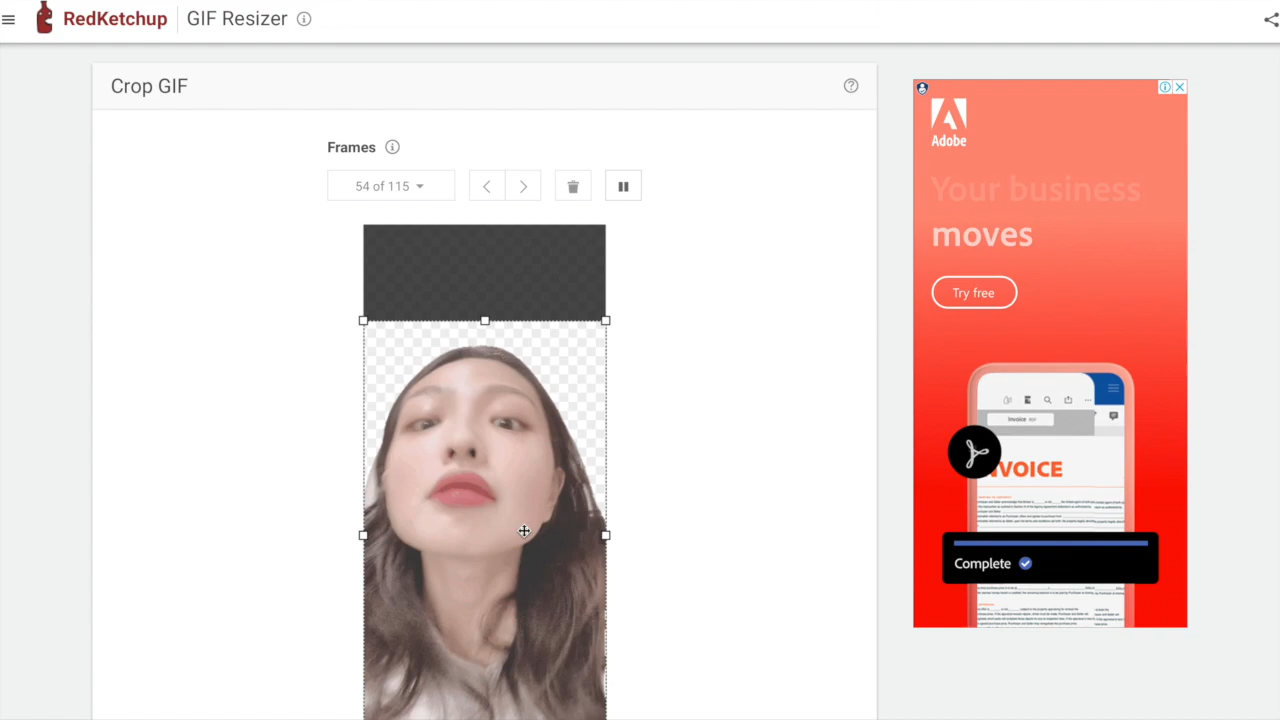 RedKetchup
GIF Resizer
Crop GIF
Frames
54 of 115
Adobe
Your business
moves
Try free
Invoice
VOICE
Complete